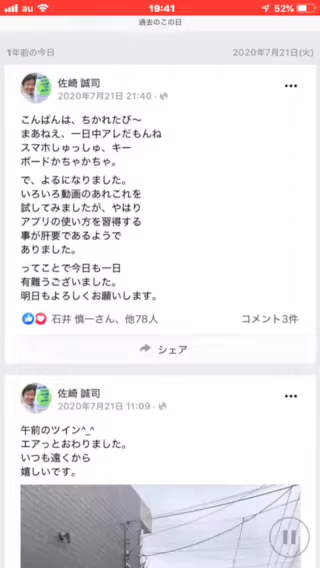 au
19:41
52%
過去のこの日
1年前の今日
2020年7月21日(火)
佐崎 誠司
2020年7月21日 21:40
こんばんは、ちかれたび〜
まあねえ、一日中アレだもんね
スマホしゅっしゅ、キー
ボードかちゃかちゃ。
で、よるになりました。
いろいろ動画のあれこれを
試してみましたが、やはり
アプリの使い方を習得する
事が肝要であるようで
ありました。
ってことで今日も一日
有難うございました。
明日もよろしくお願いします。
石井 慎一さん、他78人
コメント3件
シェア
佐崎 誠司
2020年7月21日 11:09
午前のツイン^_^
エアっとおわりました。
いつも遠くから
嬉しいです。